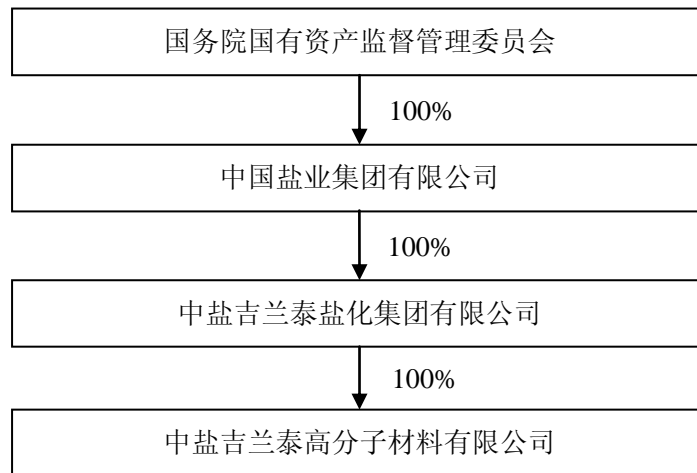 国务院国有资产监督管理委员会
100%
中国盐业集团有限公司
100%
中盐吉兰泰盐化集团有限公司
100%
中盐吉兰泰高分子材料有限公司